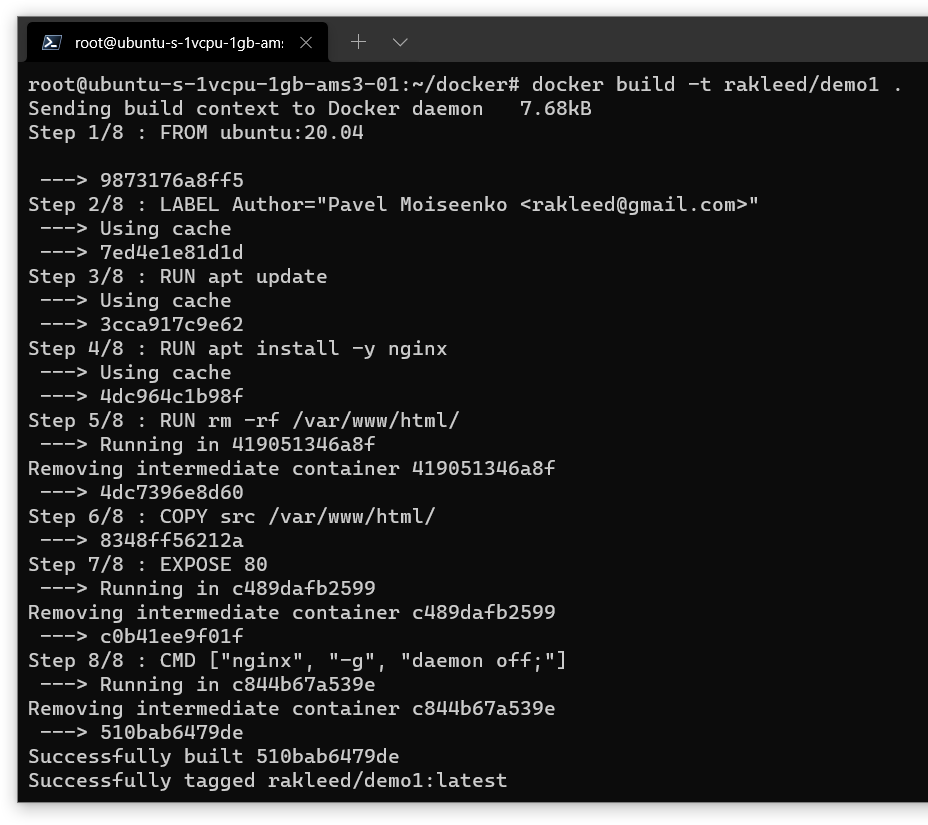 root@ubuntu-s-1vcpu-1gb-ams
root@ubuntu-s-1vcpu-1gb-ams3-01:~/docker# docker build -t rakleed/demo1 .
Sending build context to Docker daemon   7.68kB
Step 1/8 : FROM ubuntu:20.04
 ---> 9873176a8ff5
Step 2/8 : LABEL Author="Pavel Moiseenko <rakleed@gmail.com>"
 ---> Using cache
 ---> 7ed4e1e81d1d
Step 3/8 : RUN apt update
 ---> Using cache
 ---> 3cca917c9e62
Step 4/8 : RUN apt install -y nginx
 ---> Using cache
 ---> 4dc964c1b98f
Step 5/8 : RUN rm -rf /var/www/html/
 ---> Running in 419051346a8f
Removing intermediate container 419051346a8f
 ---> 4dc7396e8d60
Step 6/8 : COPY src /var/www/html/
 ---> 8348ff56212a
Step 7/8 : EXPOSE 80
 ---> Running in c489dafb2599
Removing intermediate container c489dafb2599
 ---> c0b41ee9f01f
Step 8/8 : CMD ["nginx", "-g", "daemon off;"]
 ---> Running in c844b67a539e
Removing intermediate container c844b67a539e
 ---> 510bab6479de
Successfully built 510bab6479de
Successfully tagged rakleed/demo1:latest